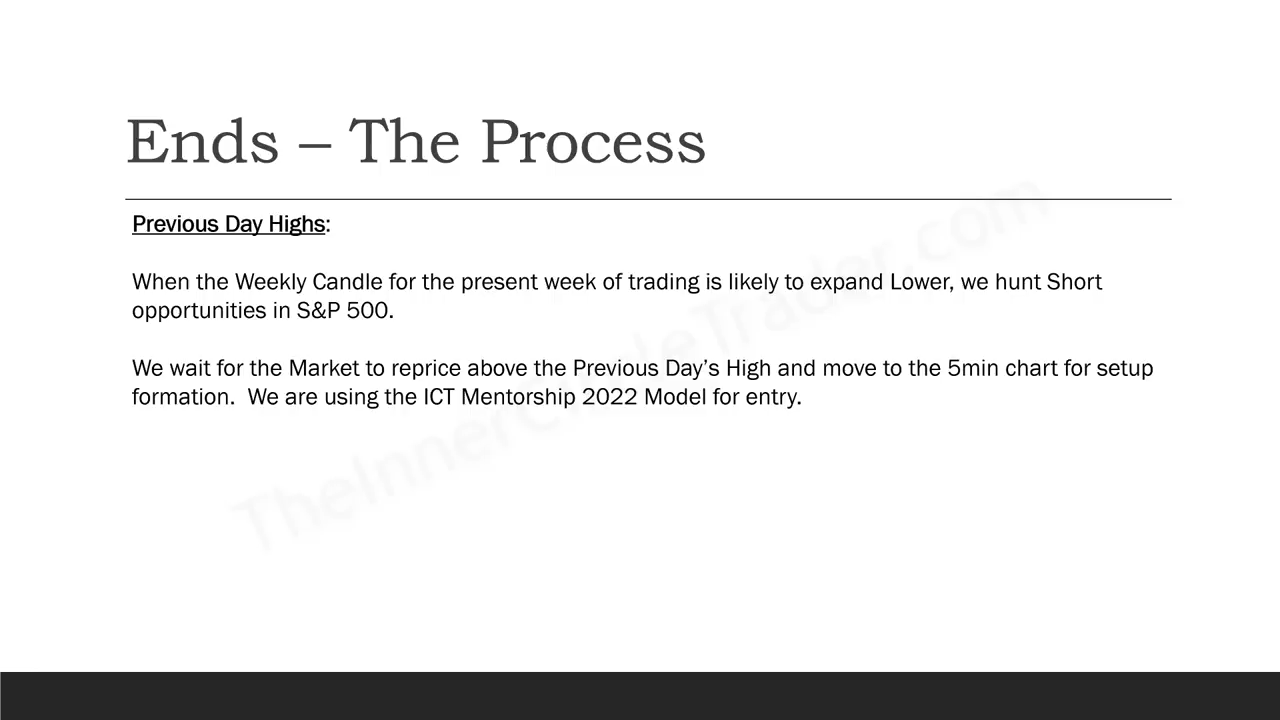 Ends – The Process
Previous Day Highs:
When the Weekly Candle for the present week of trading is likely to expand Lower, we hunt Short
opportunities in S&P 500.
We wait for the Market to reprice above the Previous Day’s High and move to the 5min chart for setup
formation.  We are using the ICT Mentorship 2022 Model for entry.
TheInnerCircleTrader.com